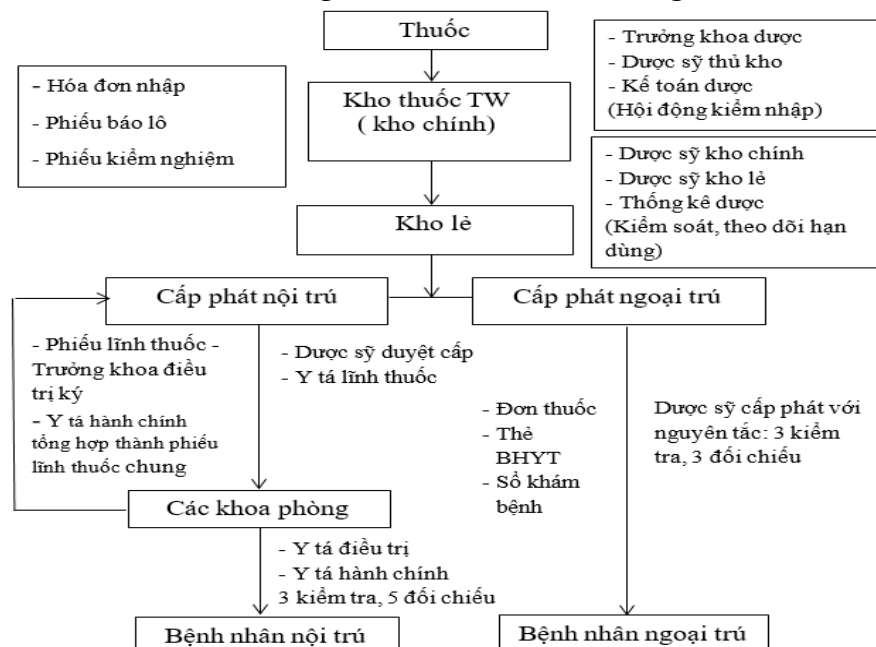 Thuốc
- Trưởng khoa dược
- Dược sỹ thủ kho
- Kế toán dược
(Hội động kiểm nhập)
- Hóa đơn nhập
- Phiếu báo lô
- Phiếu kiểm nghiệm
Kho thuốc TW
( kho chính)
- Dược sỹ kho chính
- Dược sỹ kho lẻ
- Thống kê dược
(Kiểm soát, theo dõi hạn
dùng)
Kho lẻ
Cấp phát nội trú
Cấp phát ngoại trú
- Phiếu lĩnh thuốc -
Trưởng khoa điều
trị ký
- Y tá hành chính
tổng hợp thành phiếu
lĩnh thuốc chung
- Dược sỹ duyệt cấp
- Y tá lĩnh thuốc
- Đơn thuốc
- Thẻ
BHYT
- Sổ khám
bệnh
Dược sỹ cấp phát với
nguyên tắc: 3 kiểm
tra, 3 đối chiếu
Các khoa phòng
- Y tá điều trị
- Y tá hành chính
3 kiểm tra, 5 đối chiếu
Bệnh nhân nội trú
Bệnh nhân ngoại trú